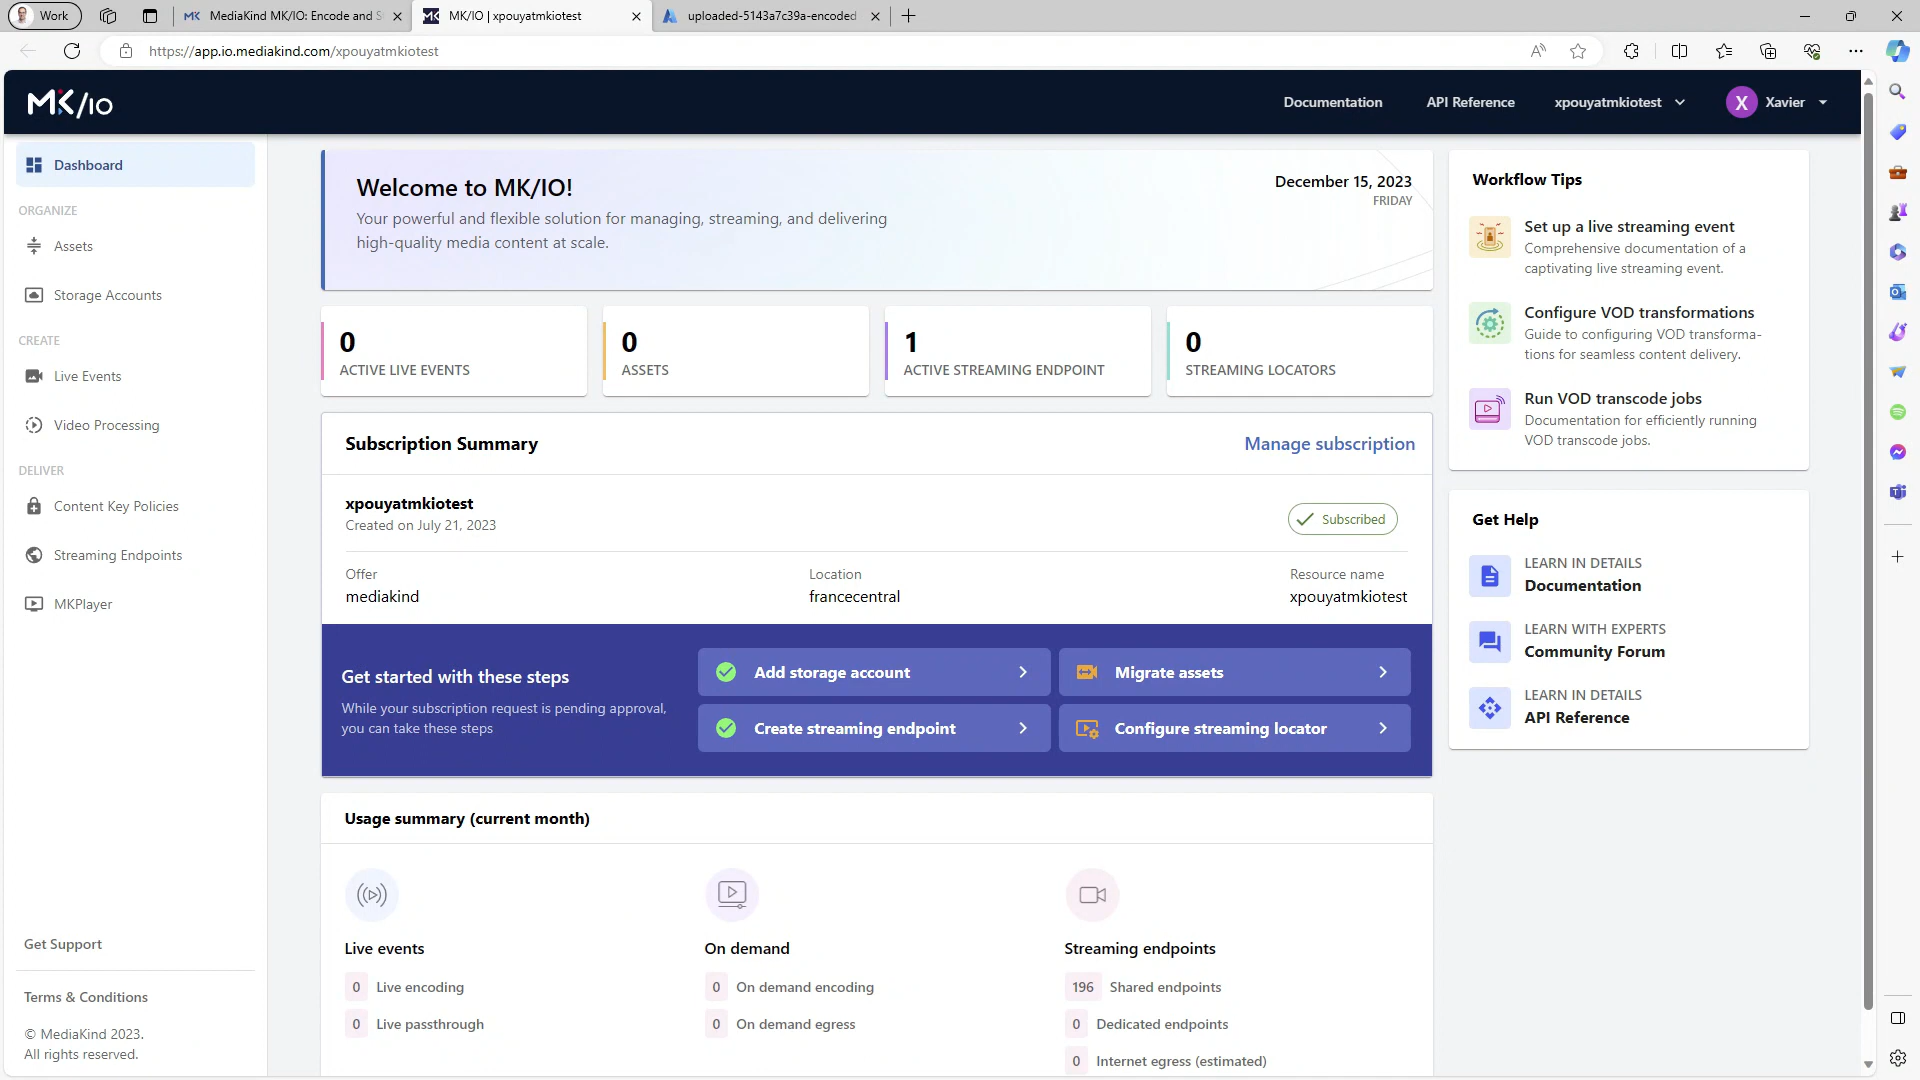 Work
MediaKind MK/IO: Encode and S
MK/IO | xpouyatmkiotest
uploaded-5143a7c39a-encoded
https://app.io.mediakind.com/xpouyatmkiotest
MK/IO
Documentation
API Reference
xpouyatmkiotest
X
Xavier
Dashboard
ORGANIZE
Assets
Storage Accounts
CREATE
Live Events
Video Processing
DELIVER
Content Key Policies
Streaming Endpoints
MKPlayer
Get Support
Terms & Conditions
© MediaKind 2023.
All rights reserved.
Welcome to MK/IO!
Your powerful and flexible solution for managing, streaming, and delivering
high-quality media content at scale.
December 15, 2023
FRIDAY
0
ACTIVE LIVE EVENTS
0
ASSETS
1
ACTIVE STREAMING ENDPOINT
0
STREAMING LOCATORS
Subscription Summary
Manage subscription
xpouyatmkiotest
Created on July 21, 2023
Subscribed
Offer
mediakind
Location
francecentral
Resource name
xpouyatmkiotest
Get started with these steps
While your subscription request is pending approval,
you can take these steps
Add storage account
Migrate assets
Create streaming endpoint
Configure streaming locator
Usage summary (current month)
Live events
0 Live encoding
0 Live passthrough
On demand
0 On demand encoding
0 On demand egress
Streaming endpoints
196 Shared endpoints
0 Dedicated endpoints
0 Internet egress (estimated)
Workflow Tips
Set up a live streaming event
Comprehensive documentation of a
captivating live streaming event.
Configure VOD transformations
Guide to configuring VOD transforma-
tions for seamless content delivery.
Run VOD transcode jobs
Documentation for efficiently running
VOD transcode jobs.
Get Help
LEARN IN DETAILS
Documentation
LEARN WITH EXPERTS
Community Forum
LEARN IN DETAILS
API Reference